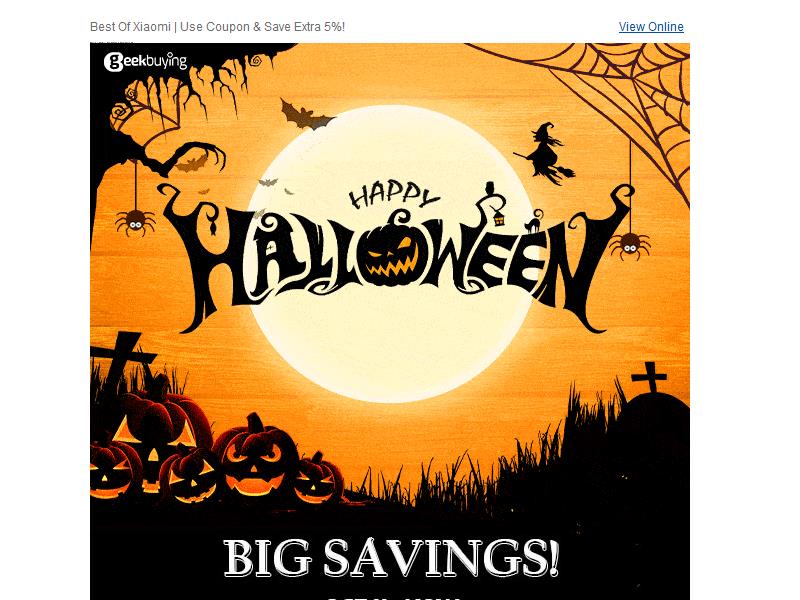 Best Of Xiaomi | Use Coupon & Save Extra 5%!
View Online
geekbuying
HAPPY
HALLOWEEN
BIG SAVINGS!